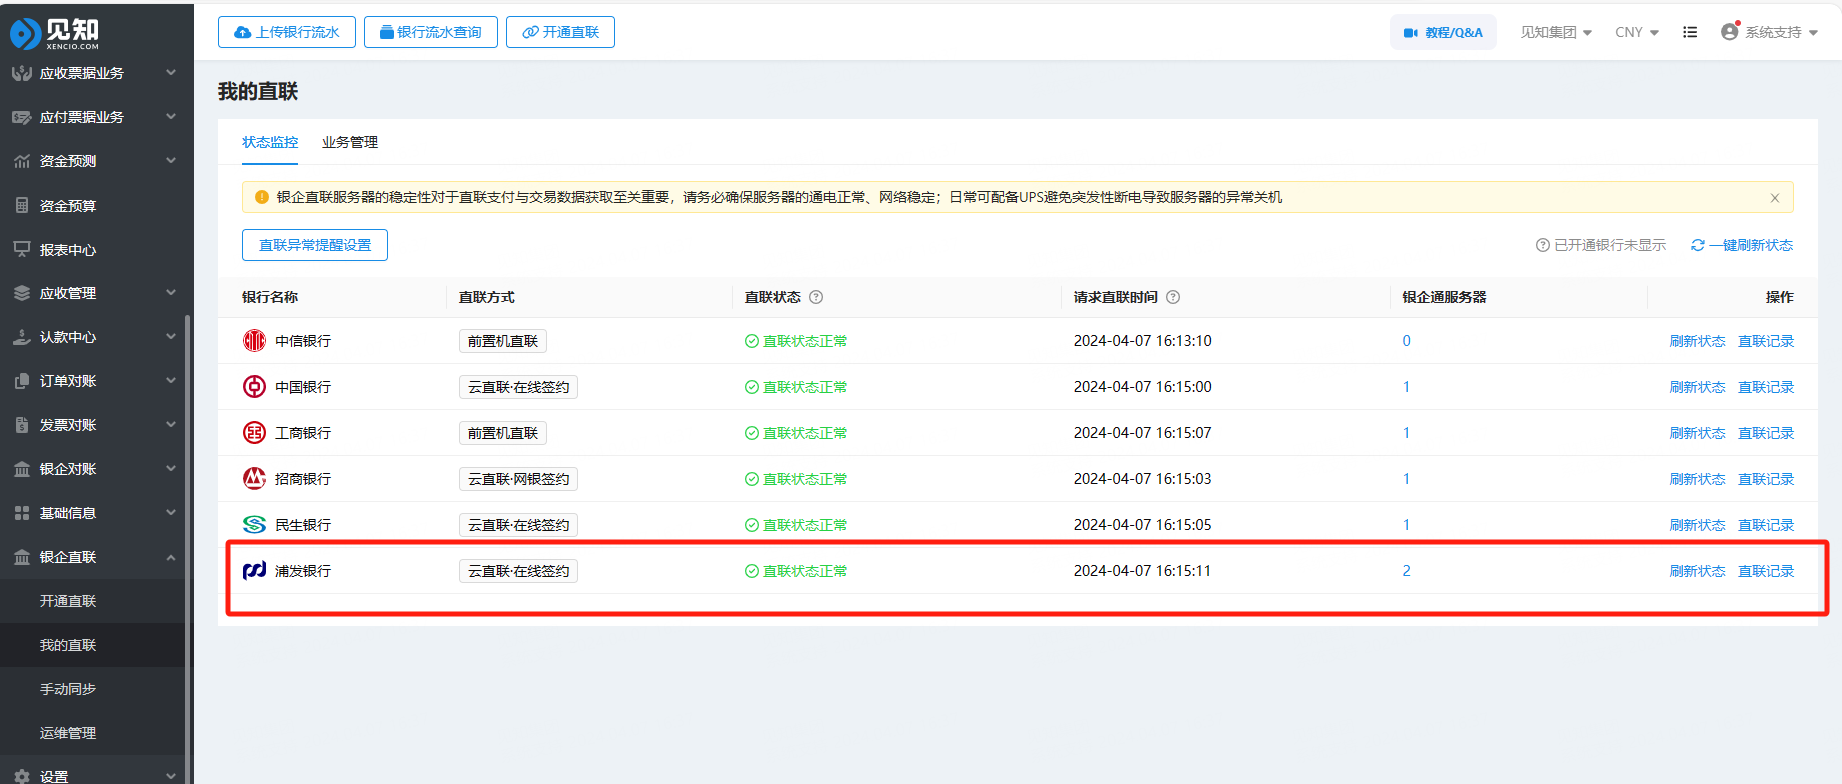 见知
XENCIO.COM
上传银行流水
银行流水查询
开通直联
教程/Q&A
见知集团
CNY
系统支持
应收票据业务
应付票据业务
资金预测
资金预算
报表中心
应收管理
认款中心
订单对账
发票对账
银企对账
基础信息
银企直联
开通直联
我的直联
手动同步
运维管理
设置
我的直联
状态监控 业务管理
银企直联服务器的稳定性对于直联支付与交易数据获取至关重要，请务必确保服务器的通电正常、网络稳定；日常可配备UPS避免突发性断电导致服务器的异常关机
直联异常提醒设置
已开通银行未显示 一键刷新状态
银行名称 直联方式 直联状态 请求直联时间 银企通服务器 操作
中信银行 前置机直联 直联状态正常 2024-04-07 16:13:10 0 刷新状态 直联记录
中国银行 云直联·在线签约 直联状态正常 2024-04-07 16:15:00 1 刷新状态 直联记录
工商银行 前置机直联 直联状态正常 2024-04-07 16:15:07 1 刷新状态 直联记录
招商银行 云直联·网银签约 直联状态正常 2024-04-07 16:15:03 1 刷新状态 直联记录
民生银行 云直联·在线签约 直联状态正常 2024-04-07 16:15:05 1 刷新状态 直联记录
浦发银行 云直联·在线签约 直联状态正常 2024-04-07 16:15:11 2 刷新状态 直联记录